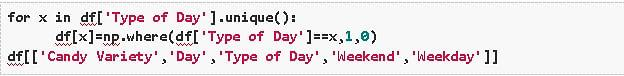 for x in df['Type of Day'].unique():
    df[x]=np.where(df['Type of Day']==x,1,0)
df[['Candy Variety','Day','Type of Day','Weekend','Weekday']]